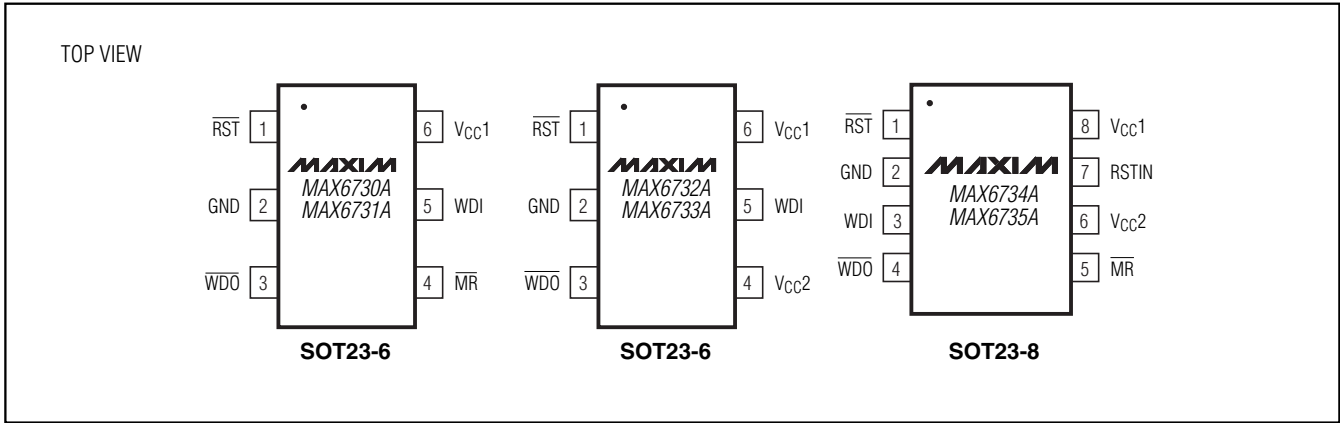 TOP VIEW
RST 1
GND 2
WDO 3
MAXIM
MAX6730A
MAX6731A
6 VCC1
5 WDI
4 MR
SOT23-6
RST 1
GND 2
WDO 3
MAXIM
MAX6732A
MAX6733A
6 VCC1
5 WDI
4 VCC2
SOT23-6
RST 1
GND 2
WDI 3
WDO 4
MAXIM
MAX6734A
MAX6735A
8 VCC1
7 RSTIN
6 VCC2
5 MR
SOT23-8